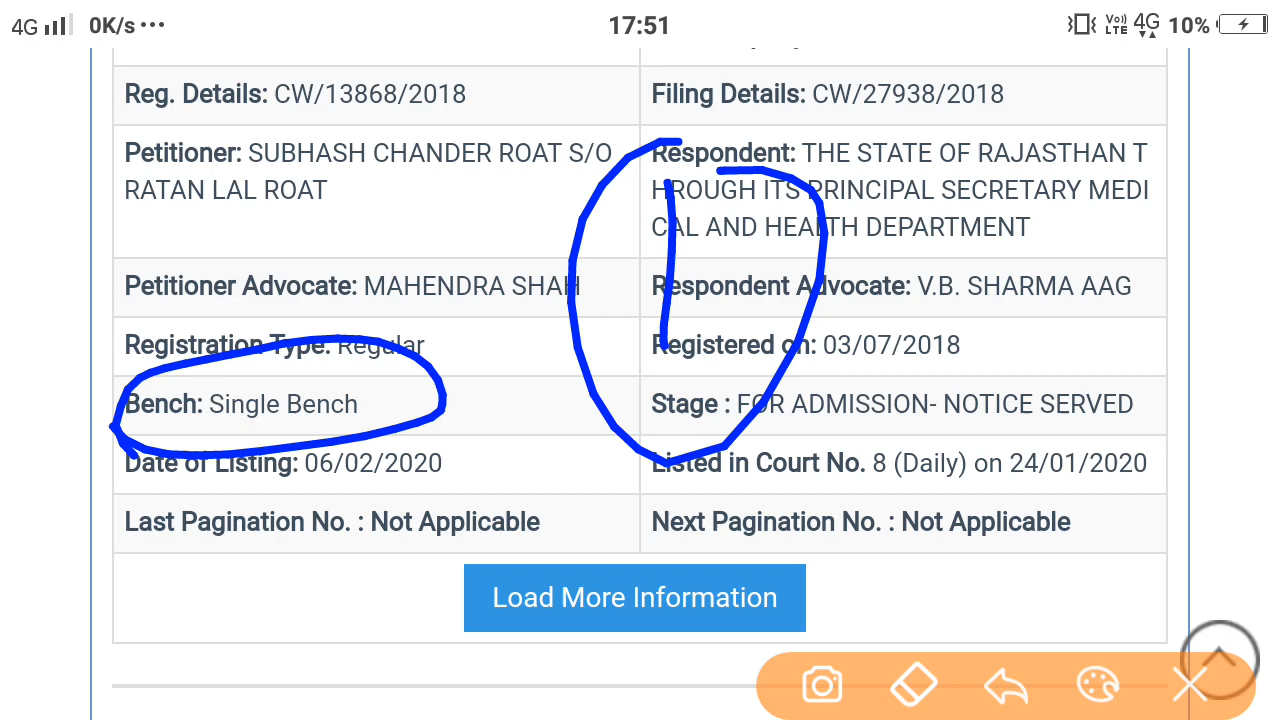 4G 0K/s ••• 17:51 Vo)) LTE 4G 10%
Reg. Details: CW/13868/2018
Filing Details: CW/27938/2018
Petitioner: SUBHASH CHANDER ROAT S/O
RATAN LAL ROAT
Respondent: THE STATE OF RAJASTHAN T
HROUGH ITS PRINCIPAL SECRETARY MEDI
CAL AND HEALTH DEPARTMENT
Petitioner Advocate: MAHENDRA SHAH
Respondent Advocate: V.B. SHARMA AAG
Registration Type: Regular
Registered on: 03/07/2018
Bench: Single Bench
Stage : FOR ADMISSION- NOTICE SERVED
Date of Listing: 06/02/2020
Listed in Court No. 8 (Daily) on 24/01/2020
Last Pagination No. : Not Applicable
Next Pagination No. : Not Applicable
Load More Information